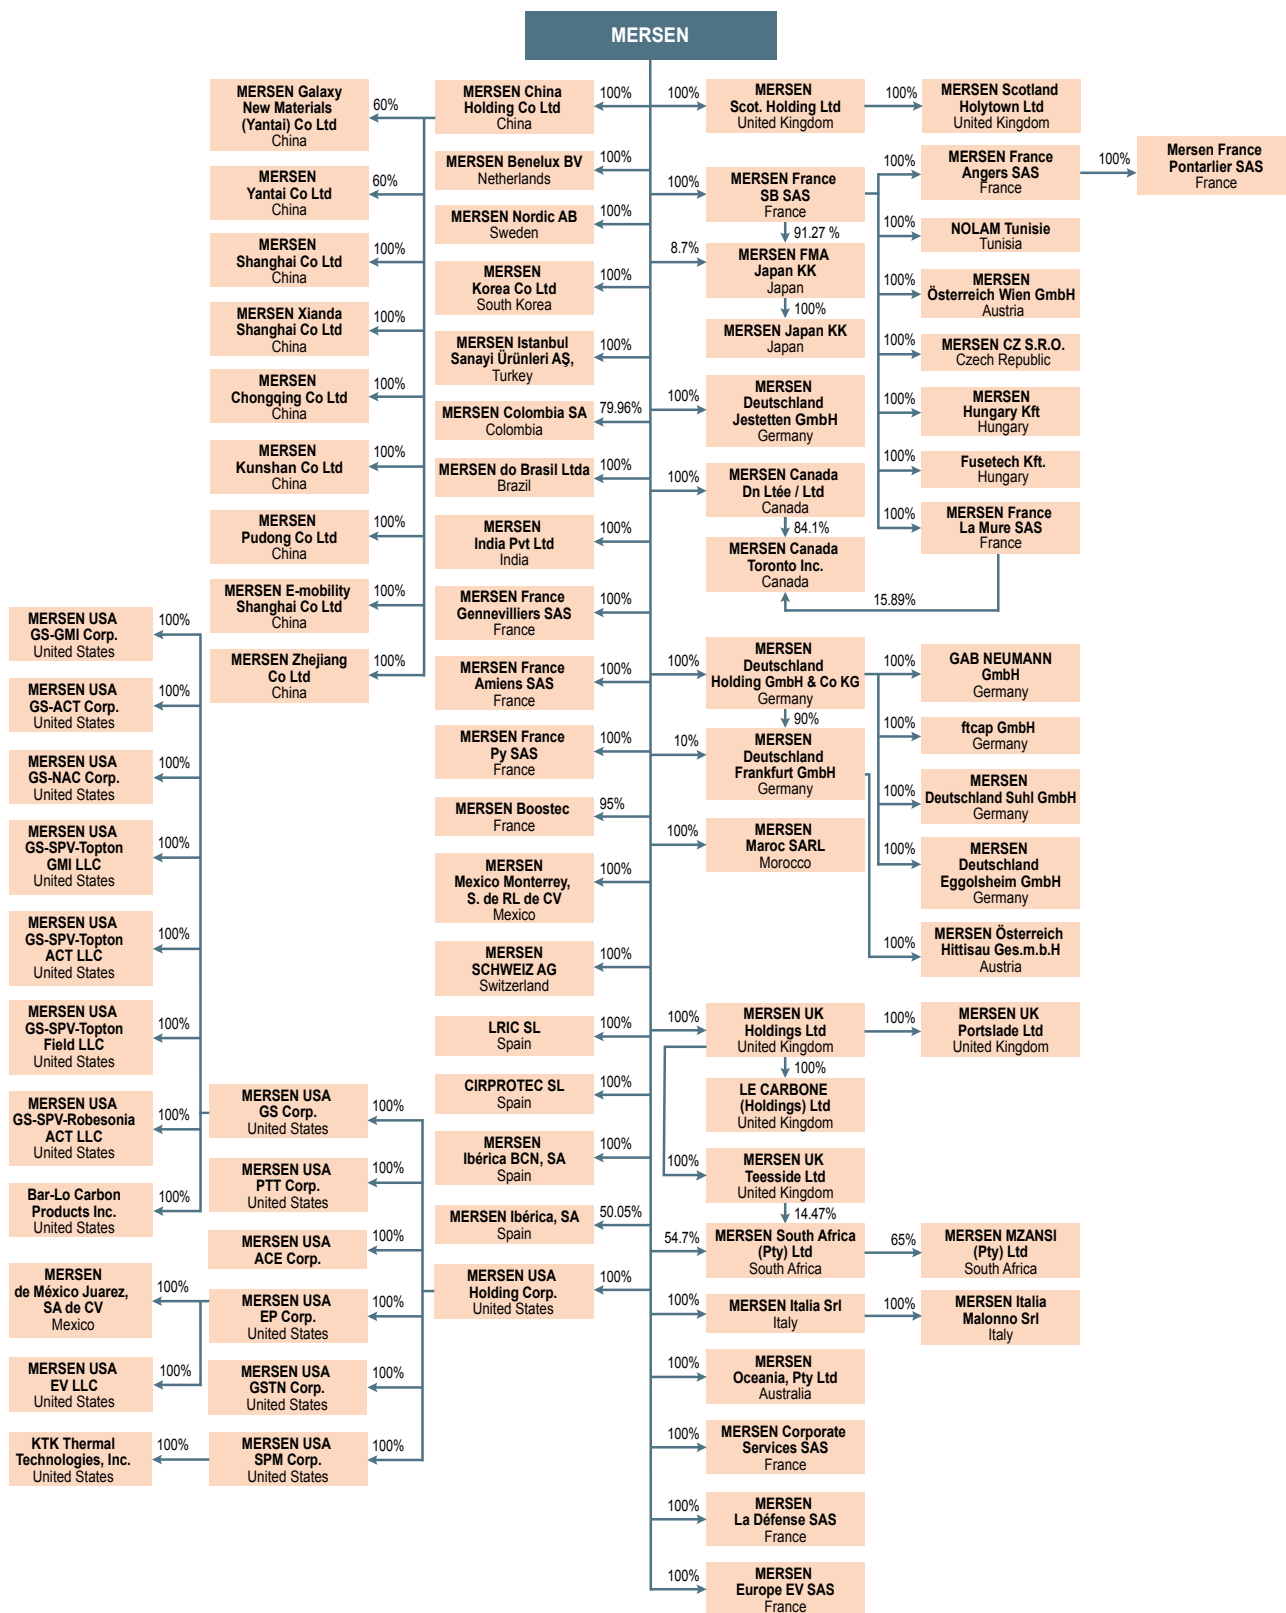 MERSEN
MERSEN Galaxy
New Materials
(Yantai) Co Ltd
China
60%
MERSEN
Yantai Co Ltd
China
60%
MERSEN
Shanghai Co Ltd
China
100%
MERSEN Xianda
Shanghai Co Ltd
China
100%
MERSEN
Chongqing Co Ltd
China
100%
MERSEN
Kunshan Co Ltd
China
100%
MERSEN
Pudong Co Ltd
China
100%
MERSEN E-mobility
Shanghai Co Ltd
China
100%
MERSEN Zhejiang
Co Ltd
China
100%
MERSEN China
Holding Co Ltd
China
100%
MERSEN Benelux BV
Netherlands
100%
MERSEN Nordic AB
Sweden
100%
MERSEN
Korea Co Ltd
South Korea
100%
MERSEN Istanbul
Sanayi Ürünleri AŞ,
Turkey
100%
MERSEN Colombia SA
Colombia
79.96%
MERSEN do Brasil Ltda
Brazil
100%
MERSEN
India Pvt Ltd
India
100%
MERSEN France
Gennevilliers SAS
France
100%
MERSEN France
Amiens SAS
France
100%
MERSEN France
Py SAS
France
100%
MERSEN Boostec
France
95%
MERSEN
Mexico Monterrey,
S. de RL de CV
Mexico
100%
MERSEN
SCHWEIZ AG
Switzerland
100%
LRIC SL
Spain
100%
CIRPROTEC SL
Spain
100%
MERSEN
Ibérica BCN, SA
Spain
100%
MERSEN Ibérica, SA
Spain
50.05%
MERSEN USA
Holding Corp.
United States
100%
MERSEN USA
GS-GMI Corp.
United States
100%
MERSEN USA
GS-ACT Corp.
United States
100%
MERSEN USA
GS-NAC Corp.
United States
100%
MERSEN USA
GS-SPV-Topton
GMI LLC
United States
100%
MERSEN USA
GS-SPV-Topton
ACT LLC
United States
100%
MERSEN USA
GS-SPV-Topton
Field LLC
United States
100%
MERSEN USA
GS-SPV-Robesonia
ACT LLC
United States
100%
Bar-Lo Carbon
Products Inc.
United States
100%
MERSEN
de México Juarez,
SA de CV
Mexico
100%
MERSEN USA
EV LLC
United States
100%
KTK Thermal
Technologies, Inc.
United States
100%
MERSEN USA
GS Corp.
United States
100%
MERSEN USA
PTT Corp.
United States
100%
MERSEN USA
ACE Corp.
100%
MERSEN USA
EP Corp.
United States
100%
MERSEN USA
GSTN Corp.
United States
100%
MERSEN USA
SPM Corp.
United States
100%
100%
MERSEN
Scot. Holding Ltd
United Kingdom
100%
MERSEN Scotland
Holytown Ltd
United Kingdom
100%
MERSEN France
SB SAS
France
91.27 %
8.7%
MERSEN FMA
Japan KK
Japan
100%
MERSEN Japan KK
Japan
100%
MERSEN France
Angers SAS
France
100%
Mersen France
Pontarlier SAS
France
100%
NOLAM Tunisie
Tunisia
100%
MERSEN
Österreich Wien GmbH
Austria
100%
MERSEN CZ S.R.O.
Czech Republic
100%
MERSEN
Hungary Kft
Hungary
100%
Fusetech Kft.
Hungary
100%
MERSEN France
La Mure SAS
France
15.89%
100%
MERSEN
Deutschland
Jestetten GmbH
Germany
100%
MERSEN Canada
Dn Ltée / Ltd
Canada
84.1%
MERSEN Canada
Toronto Inc.
Canada
100%
MERSEN
Deutschland
Holding GmbH & Co KG
Germany
90%
10%
MERSEN
Deutschland
Frankfurt GmbH
Germany
100%
GAB NEUMANN
GmbH
Germany
100%
ftcap GmbH
Germany
100%
MERSEN
Deutschland Suhl GmbH
Germany
100%
MERSEN
Deutschland
Eggolsheim GmbH
Germany
100%
MERSEN Österreich
Hittisau Ges.m.b.H
Austria
100%
MERSEN
Maroc SARL
Morocco
100%
MERSEN UK
Holdings Ltd
United Kingdom
100%
MERSEN UK
Portslade Ltd
United Kingdom
100%
LE CARBONE
(Holdings) Ltd
United Kingdom
100%
MERSEN UK
Teesside Ltd
United Kingdom
14.47%
54.7%
MERSEN South Africa
(Pty) Ltd
South Africa
65%
MERSEN MZANSI
(Pty) Ltd
South Africa
100%
MERSEN Italia Srl
Italy
100%
MERSEN Italia
Malonno Srl
Italy
100%
MERSEN
Oceania, Pty Ltd
Australia
100%
MERSEN Corporate
Services SAS
France
100%
MERSEN
La Défense SAS
France
100%
MERSEN
Europe EV SAS
France